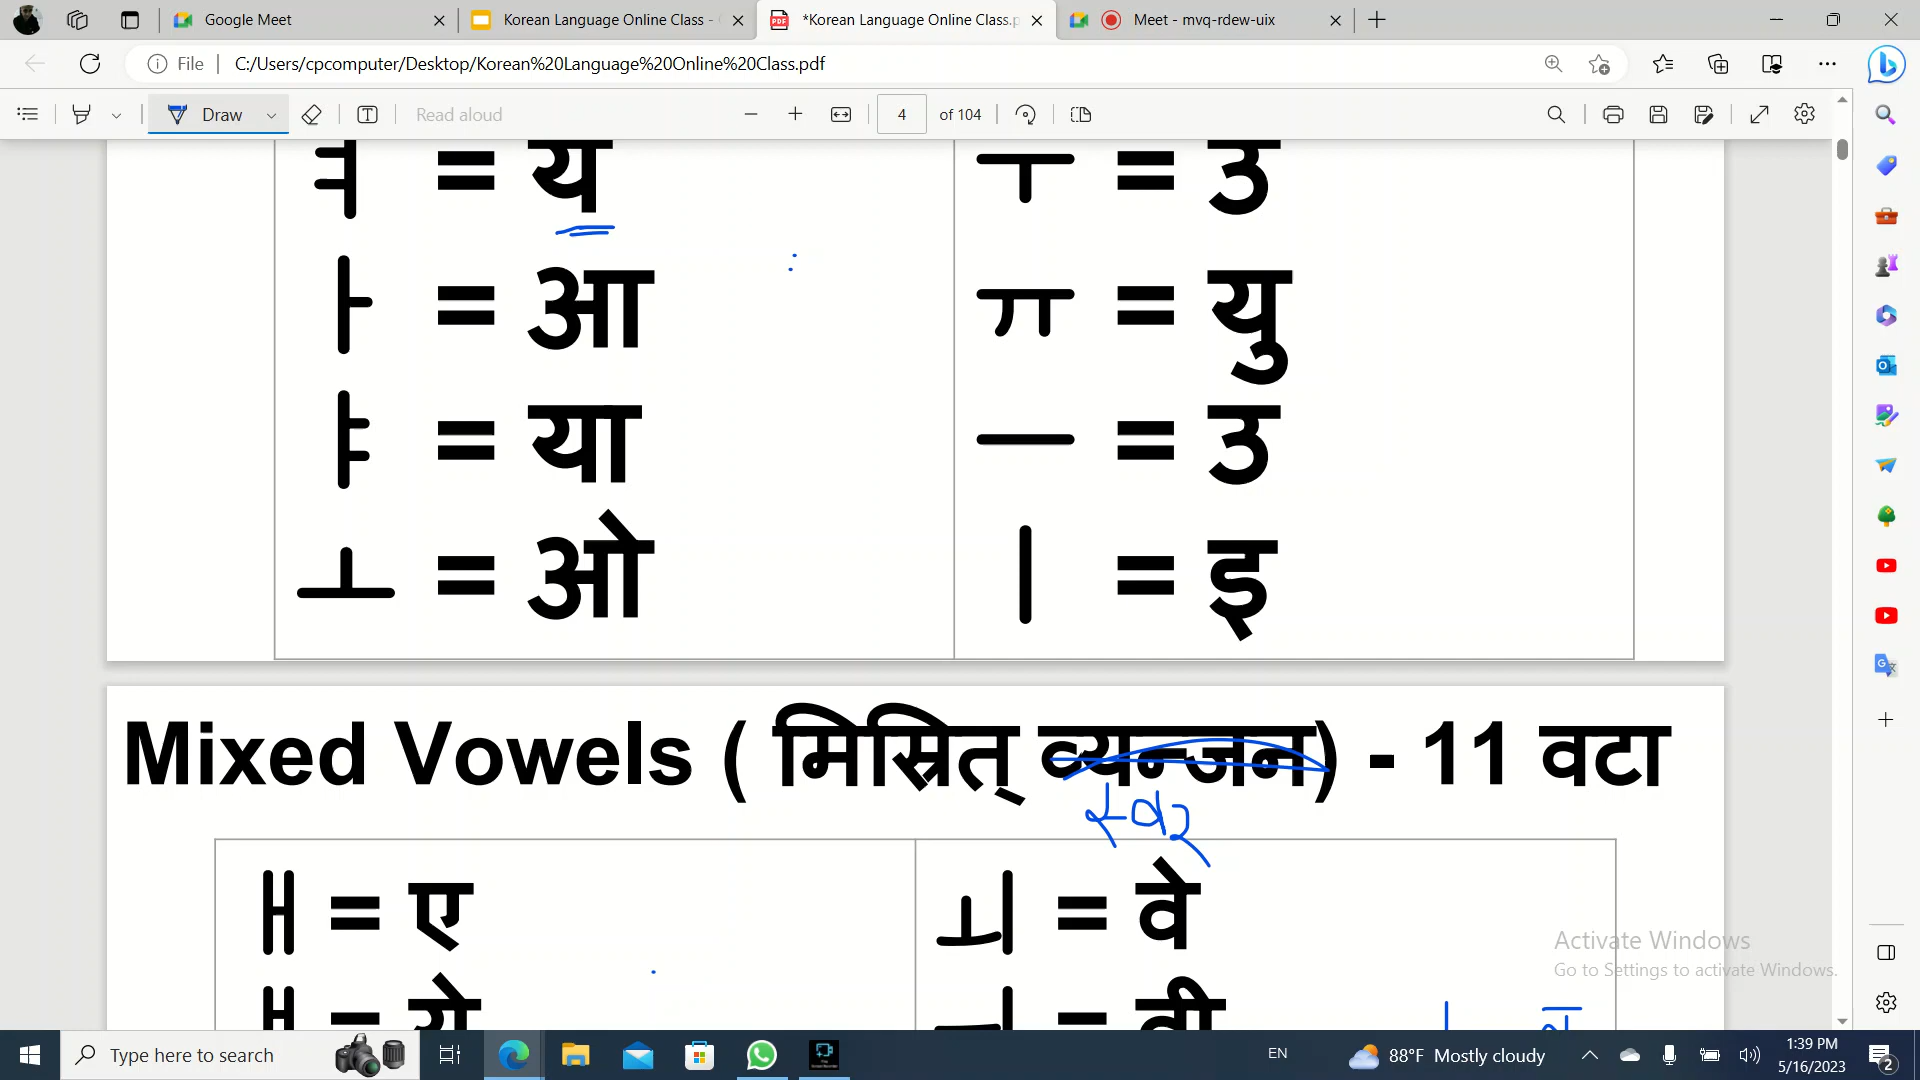 Google Meet
Korean Language Online Class -
*Korean Language Online Class.p
Meet - mvq-rdew-uix
File
C:/Users/cpcomputer/Desktop/Korean%20Language%20Online%20Class.pdf
Draw
Read aloud
4 of 104
ㅕ = य
ㅏ = आ
ㅑ = या
ㅗ = ओ
ㅜ = उ
ㅠ = यु
ㅡ = उ
ㅣ = इ
Mixed Vowels ( मिस्रित् व्यन्जन) - 11 वटा
स्वर
ㅐ = ए
ㅒ = ये
ㅚ = वे
= वी
Activate Windows
Go to Settings to activate Windows.
Type here to search
EN
88°F Mostly cloudy
1:39 PM
5/16/2023
2